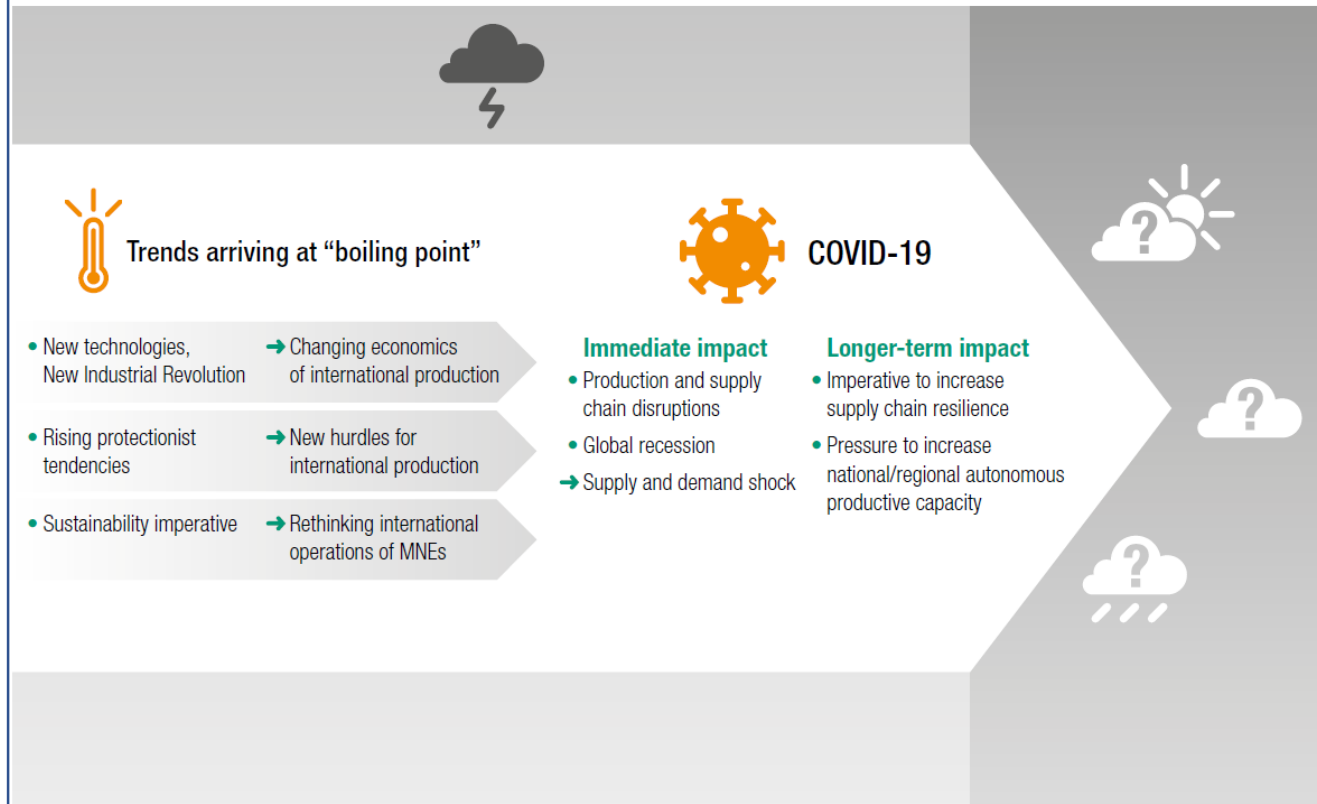 Trends arriving at “boiling point”
• New technologies,
New Industrial Revolution
➔ Changing economics
of international production
• Rising protectionist
tendencies
➔ New hurdles for
international production
• Sustainability imperative
➔ Rethinking international
operations of MNEs
COVID-19
Immediate impact
• Production and supply
chain disruptions
• Global recession
➔ Supply and demand shock
Longer-term impact
• Imperative to increase
supply chain resilience
• Pressure to increase
national/regional autonomous
productive capacity
?
?
?